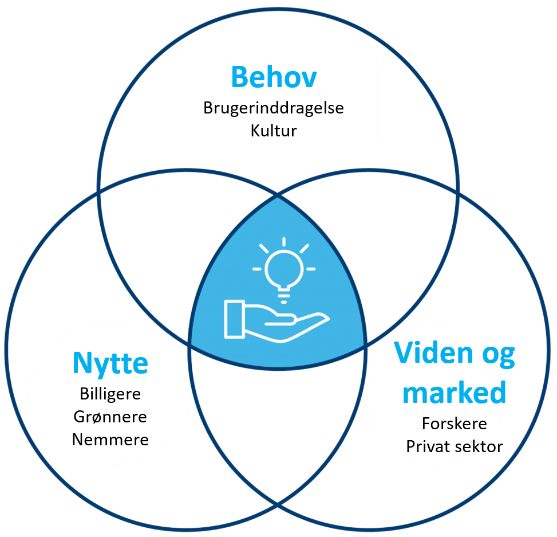 Behov
Brugerinddragelse
Kultur
Nytte
Billigere
Grønnere
Nemmere
Viden og
marked
Forskere
Privat sektor